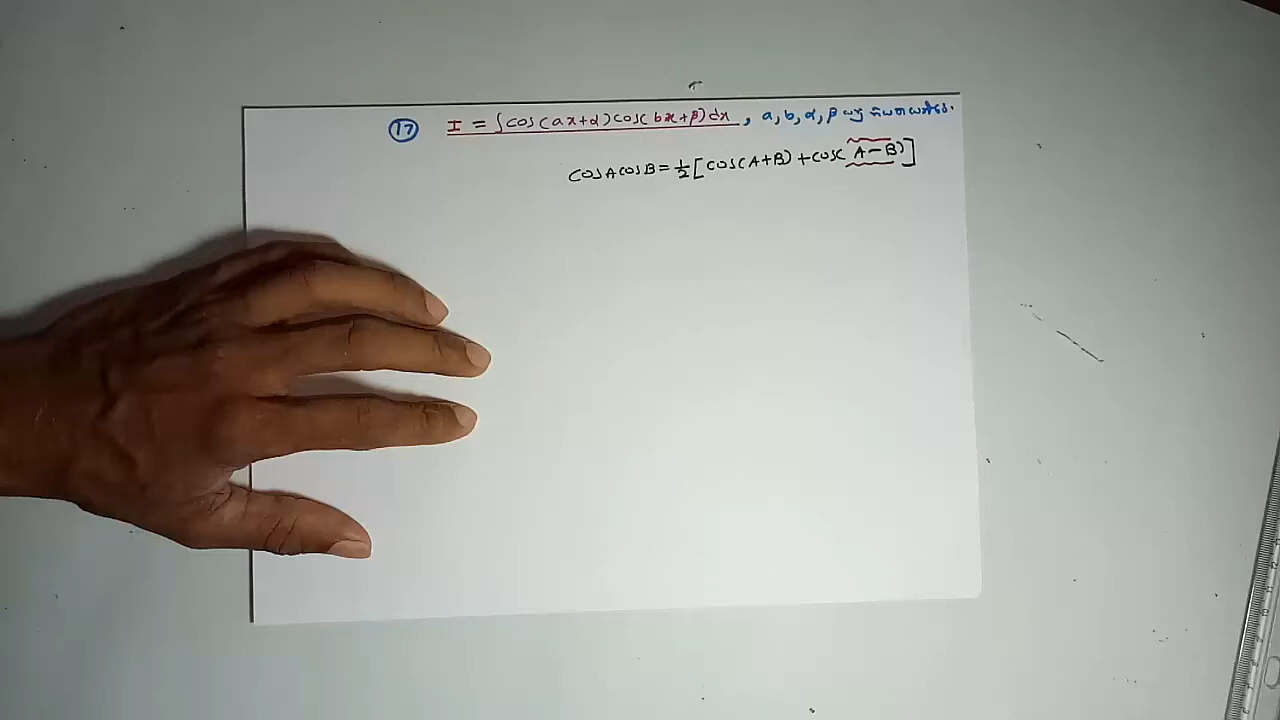 17 I = ∫cos(ax+α)cos(bx+β)dx , a, b, α, β
cosAcosB = 1/2 [cos(A+B) + cos(A-B)]